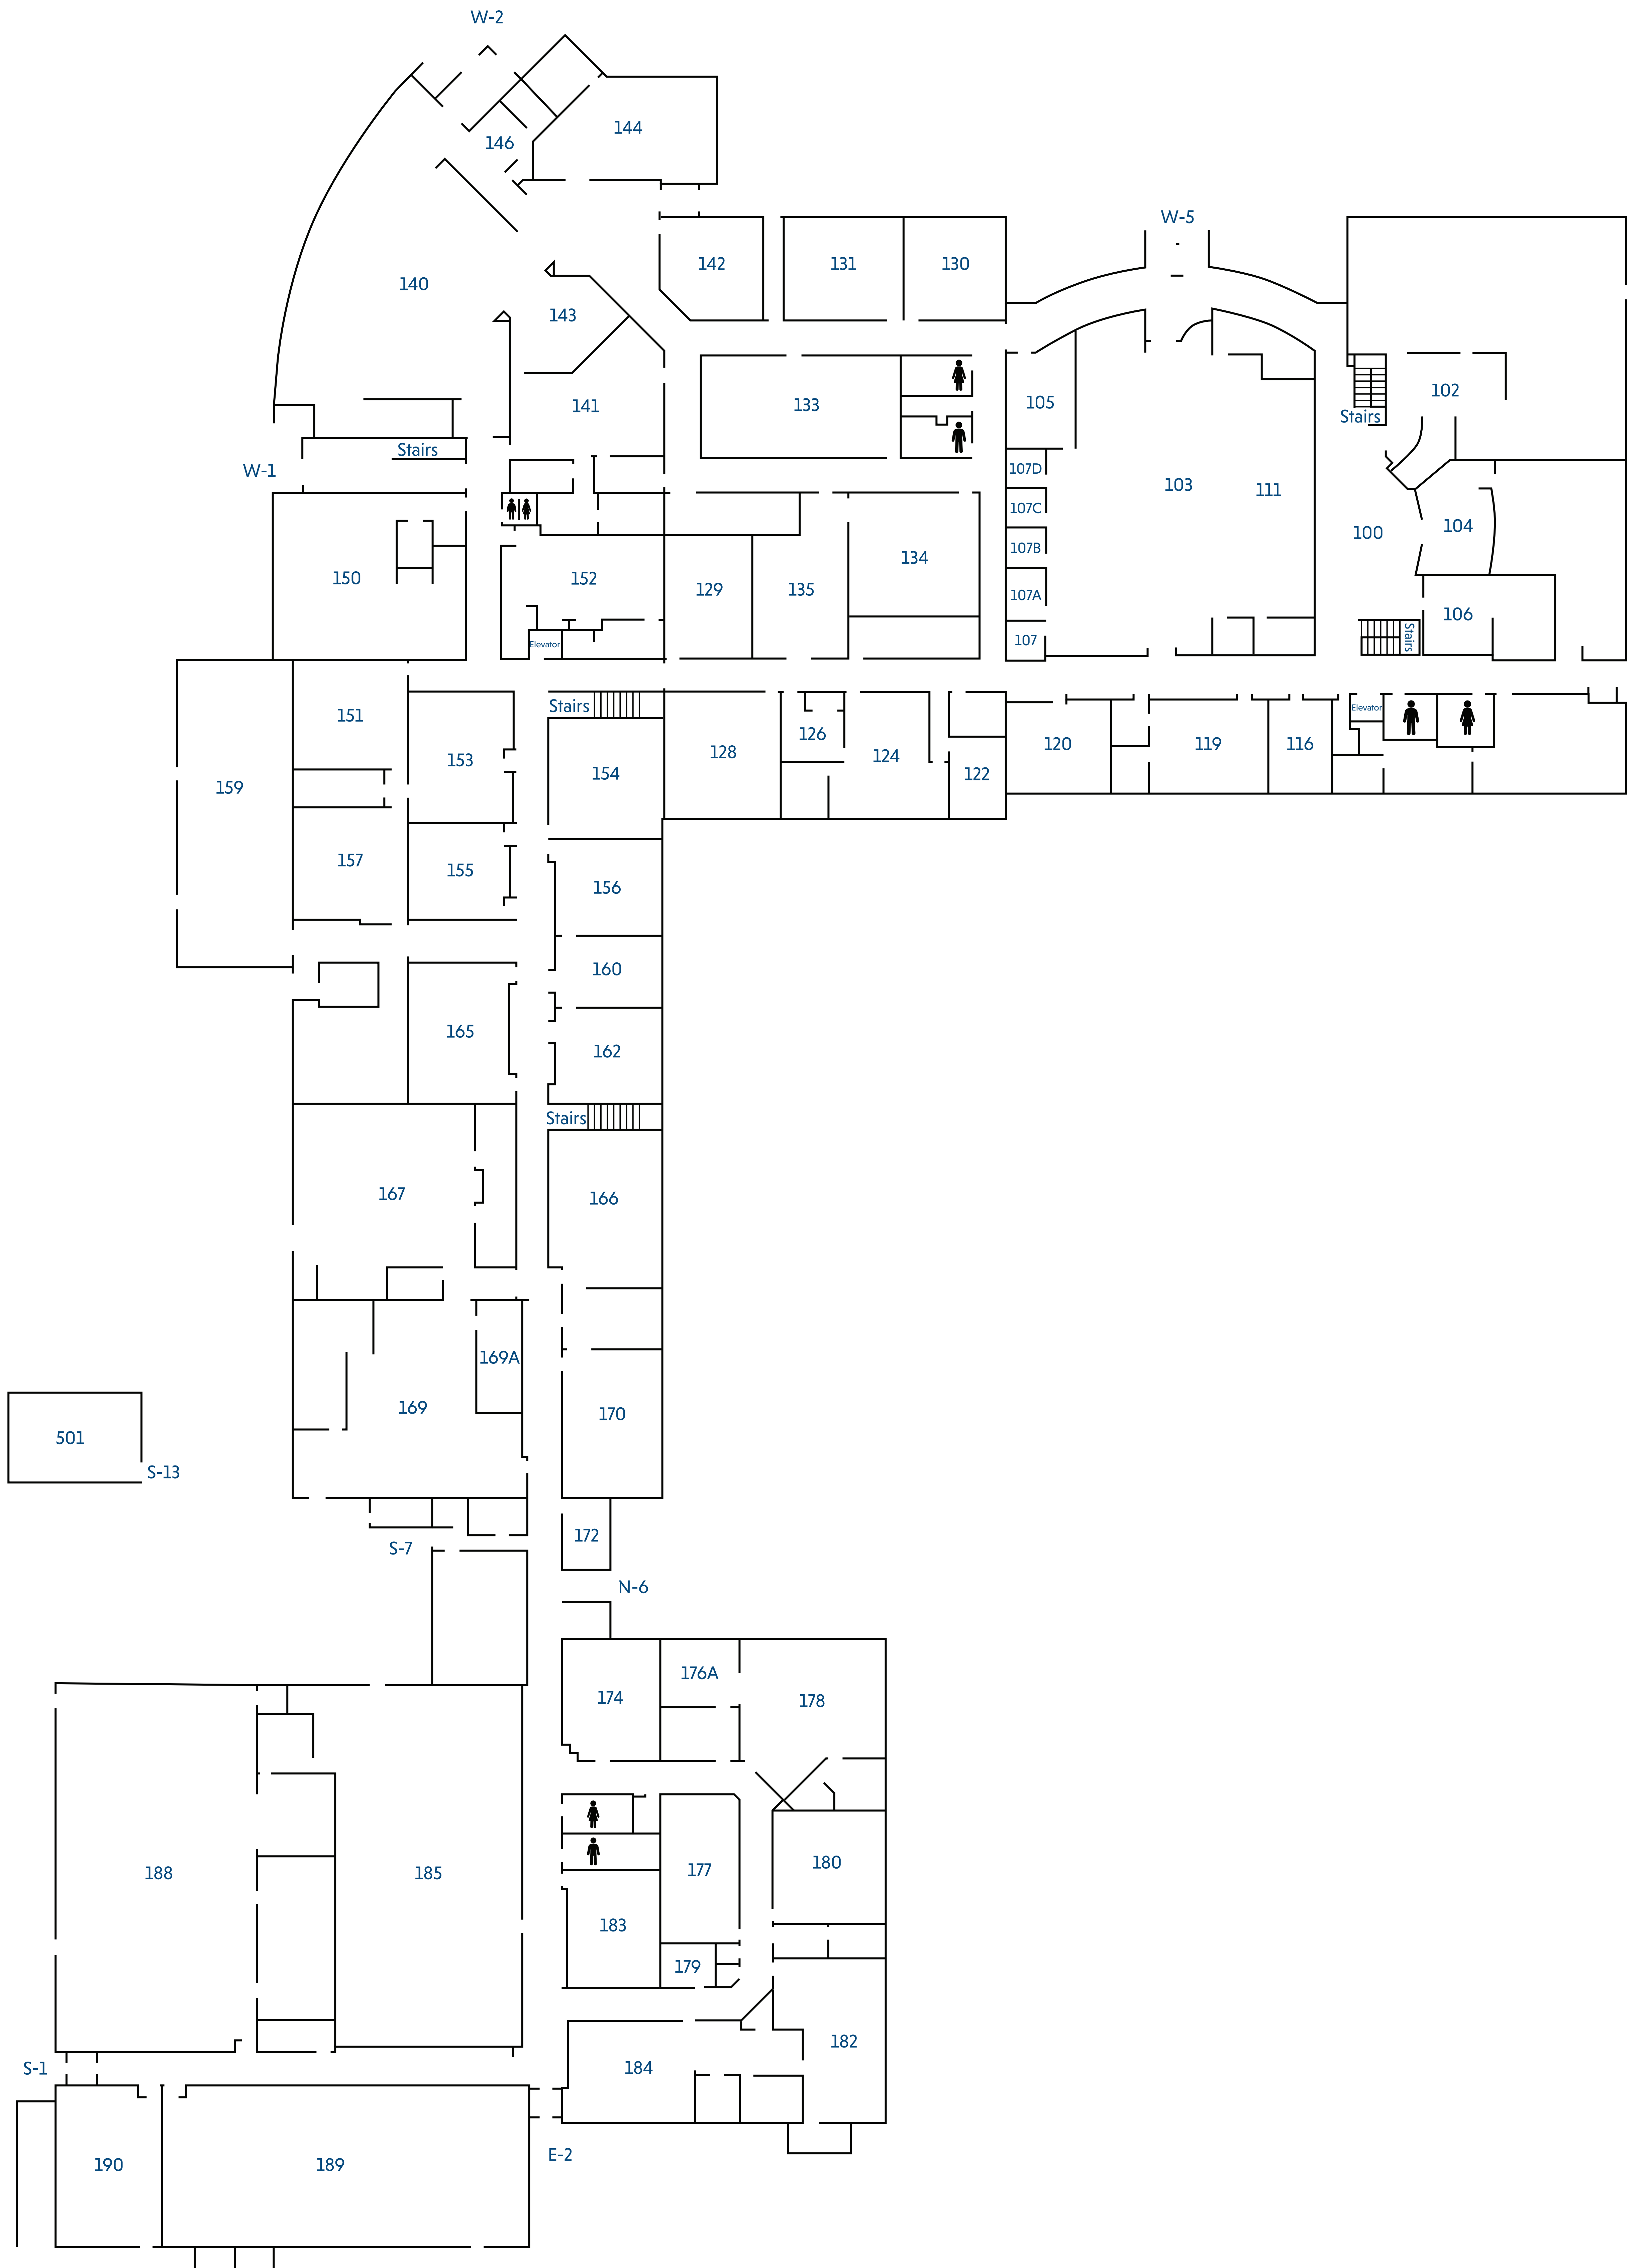 W-2
144
146
W-5
142
131
130
140
143
102
105
133
141
Stairs
Stairs
W-1
107D
103
111
107C
104
100
107B
134
150
152
129
135
107A
106
107
Stairs
Elevator
Stairs
151
Elevator
126
153
128
124
120
119
116
154
122
159
157
155
156
160
165
162
Stairs
167
166
169A
169
170
501
S-13
172
S-7
N-6
176A
174
178
188
185
177
180
183
179
182
S-1
184
E-2
190
189